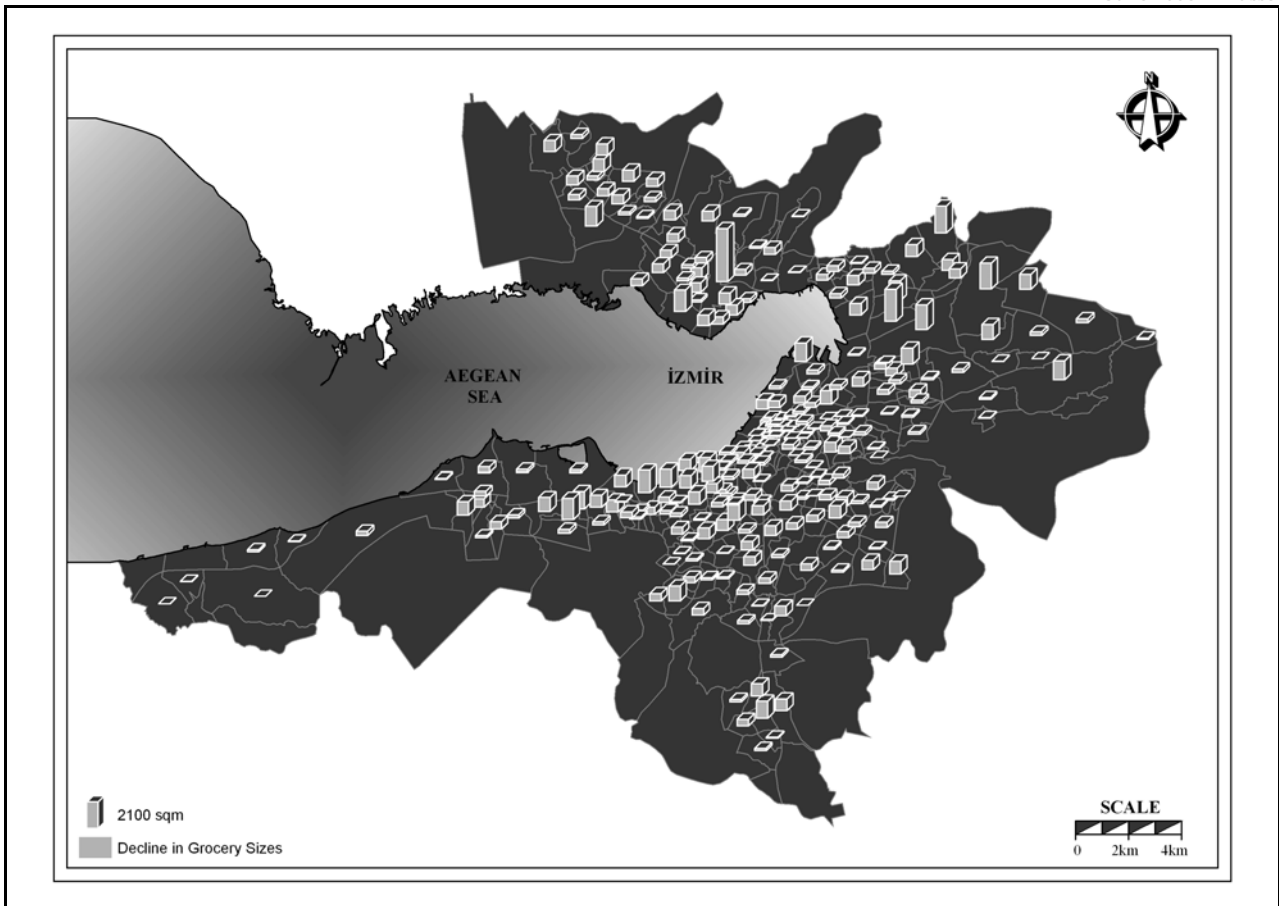 N
AEGEAN
SEA
İZMİR
2100 sqm
Decline in Grocery Sizes
SCALE
0 2km 4km